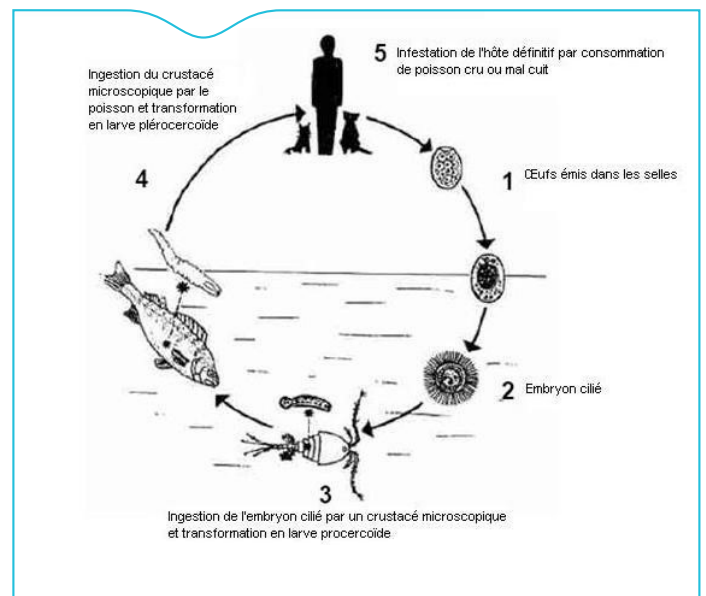 5 Infestation de l'hôte définitif par consommation
de poisson cru ou mal cuit
Ingestion du crustacé
microscopique par le
poisson et transformation
en larve plérocercoïde
4
1 Œufs émis dans les selles
2 Embryon cilié
3
Ingestion de l'embryon cilié par un crustacé microscopique
et transformation en larve procercoïde